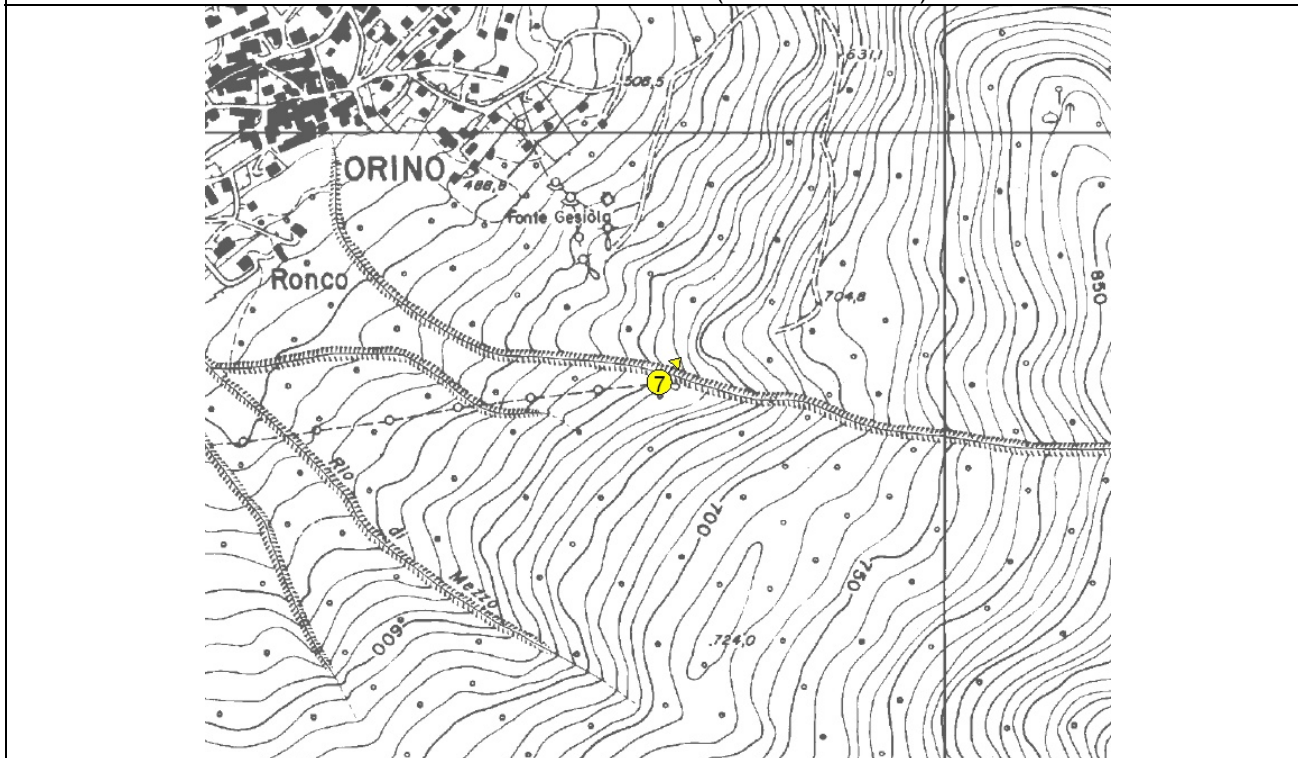 631,1
508,5
ORINO
488,8
Fonte Gesiöla
Ronco
850
704,8
7
Rio
di
Mezzo
700
750
600
.724,0